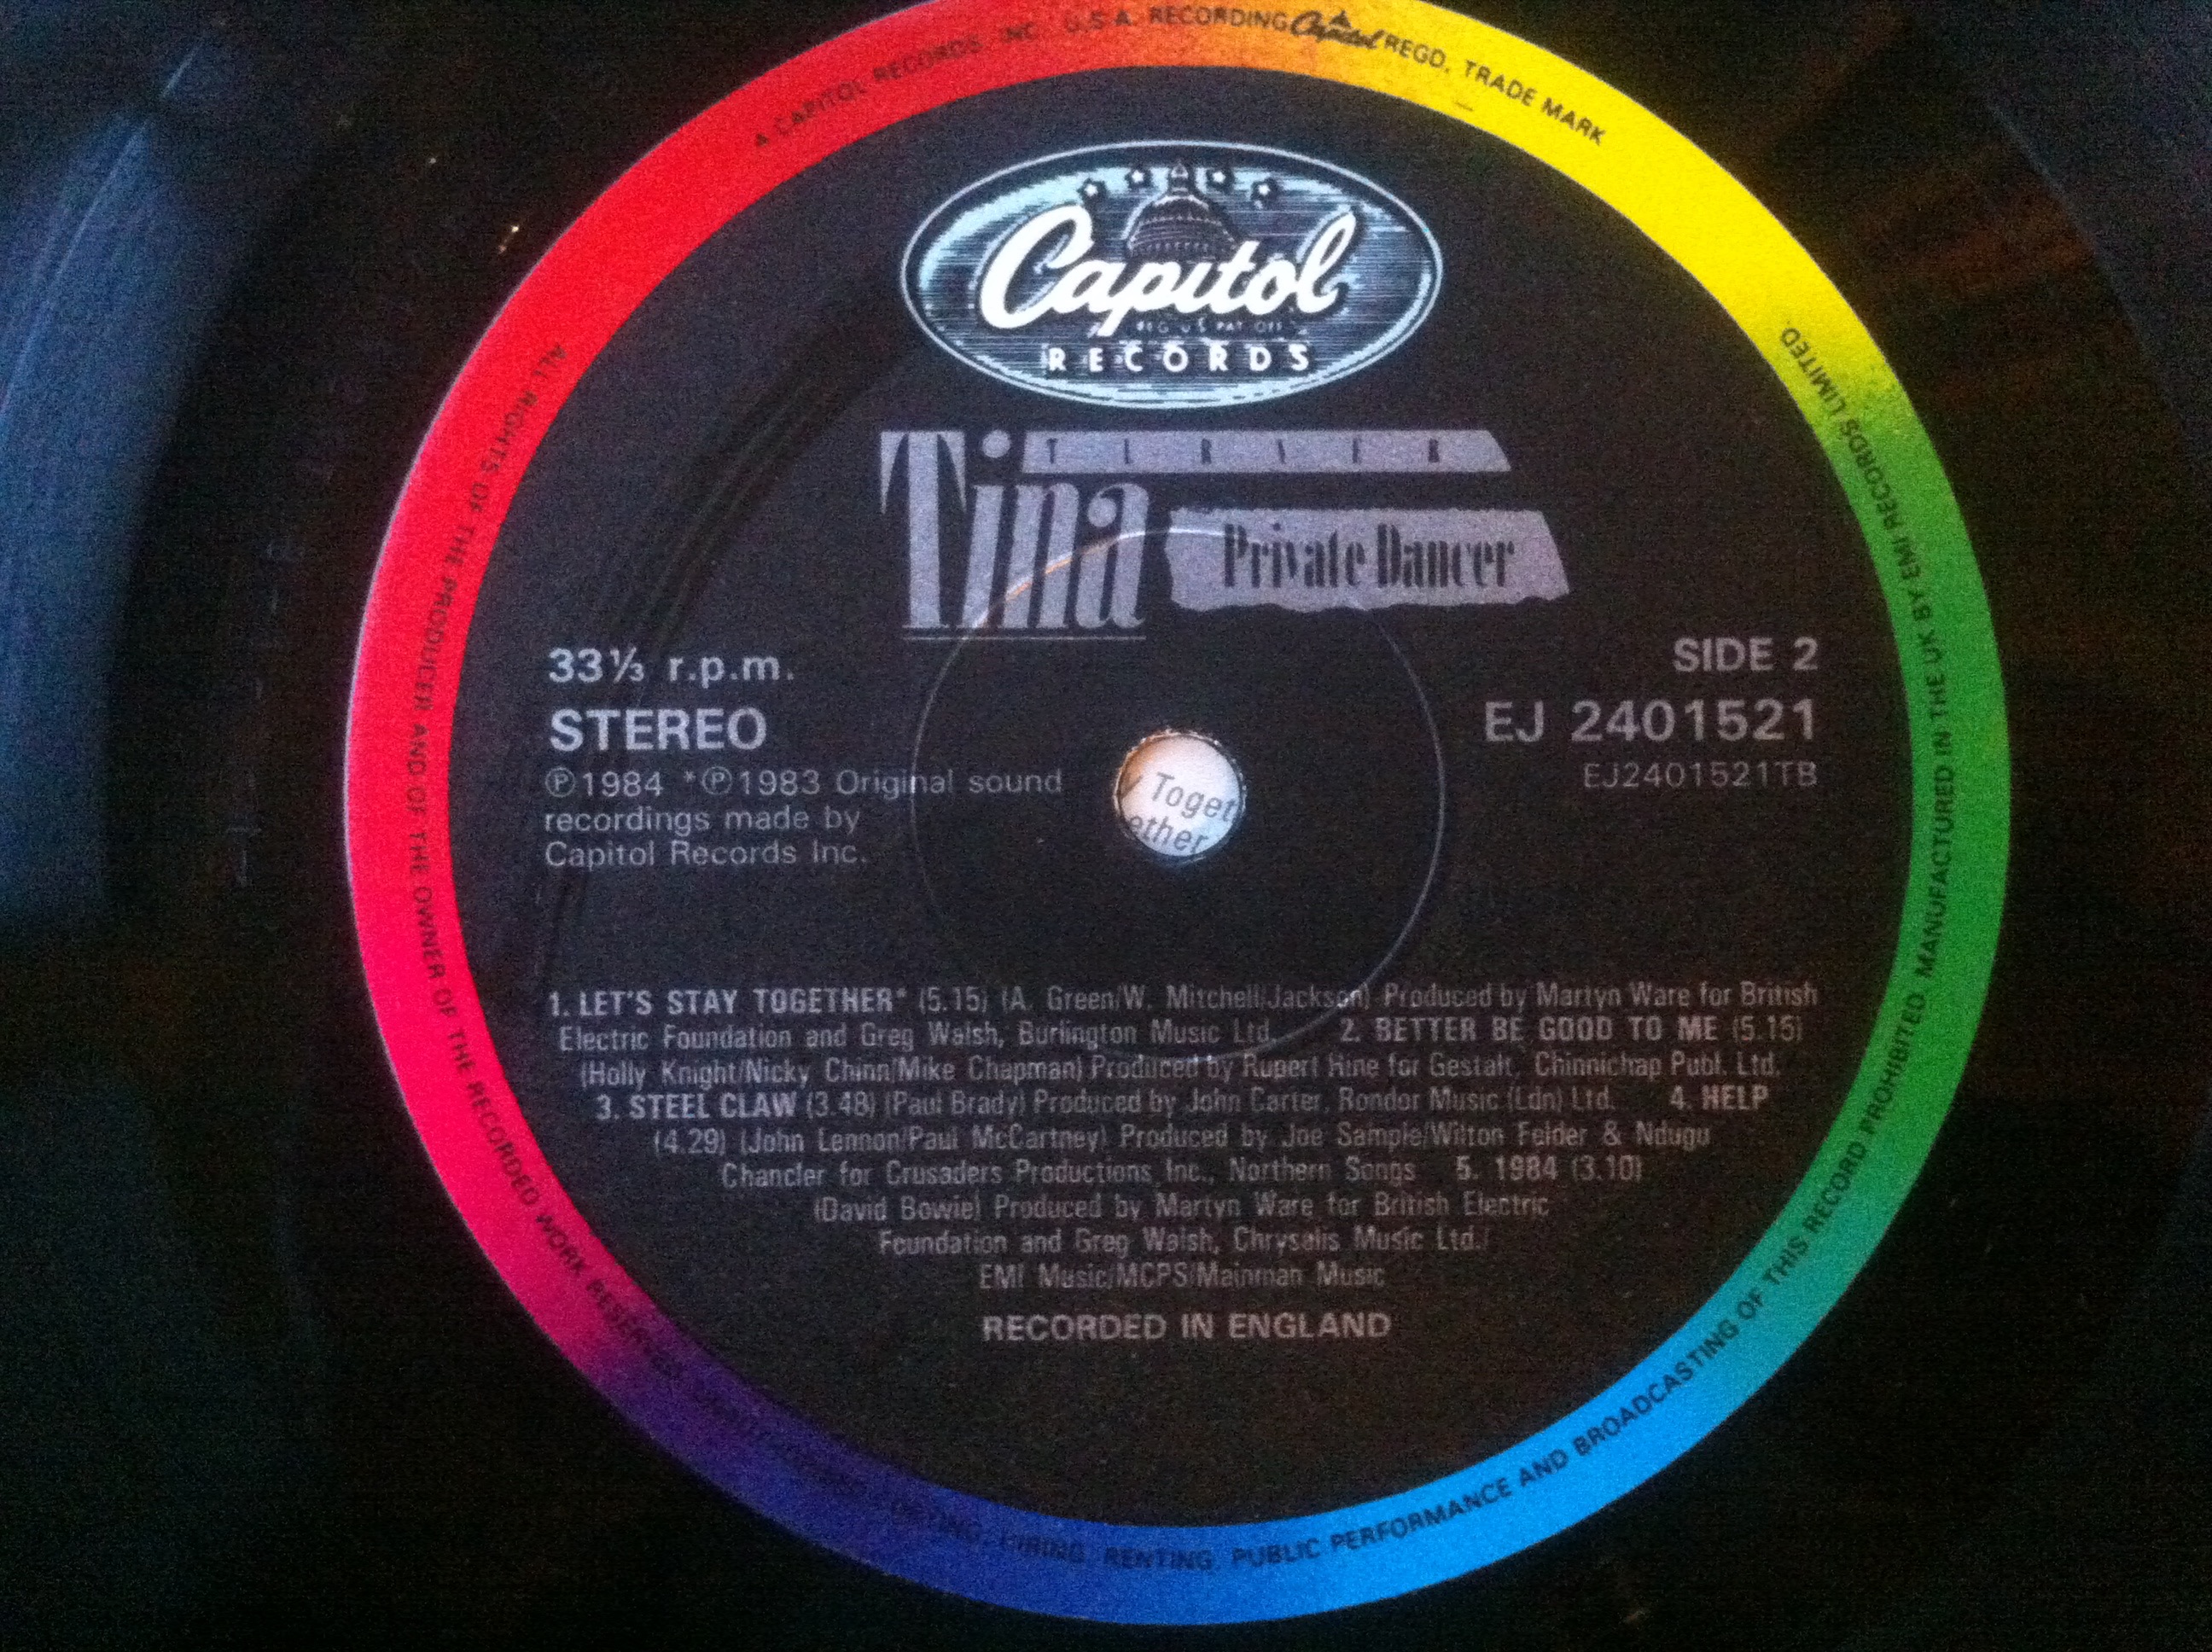 A CAPITOL RECORDS, INC. U.S.A. RECORDING Capitol REGD. TRADE MARK
Capitol
REG. U.S. PAT. OFF.
RECORDS
TURNER
Tina
Private Dancer
33⅓ r.p.m.
STEREO
℗1984 *℗1983 Original sound
recordings made by
Capitol Records Inc.
SIDE 2
EJ 2401521
EJ2401521TB
y Toget
ether
1. LET'S STAY TOGETHER* (5.15) (A. Green/W. Mitchell/Jackson) Produced by Martyn Ware for British
Electric Foundation and Greg Walsh, Burlington Music Ltd. 2. BETTER BE GOOD TO ME (5.15)
(Holly Knight/Nicky Chinn/Mike Chapman) Produced by Rupert Hine for Gestalt, Chinnichap Publ. Ltd.
3. STEEL CLAW (3.48) (Paul Brady) Produced by John Carter, Rondor Music (Ldn) Ltd. 4. HELP
(4.29) (John Lennon/Paul McCartney) Produced by Joe Sample/Wilton Felder & Ndugu
Chancler for Crusaders Productions Inc., Northern Songs 5. 1984 (3.10)
(David Bowie) Produced by Martyn Ware for British Electric
Foundation and Greg Walsh, Chrysalis Music Ltd./
EMI Music/MCPS/Mainman Music
RECORDED IN ENGLAND
ALL RIGHTS OF THE PRODUCER AND OF THE OWNER OF THE RECORDED WORK RESERVED. COPYING, HIRING, RENTING, PUBLIC PERFORMANCE AND BROADCASTING OF THIS RECORD PROHIBITED. MANUFACTURED IN THE UK BY EMI RECORDS LIMITED.